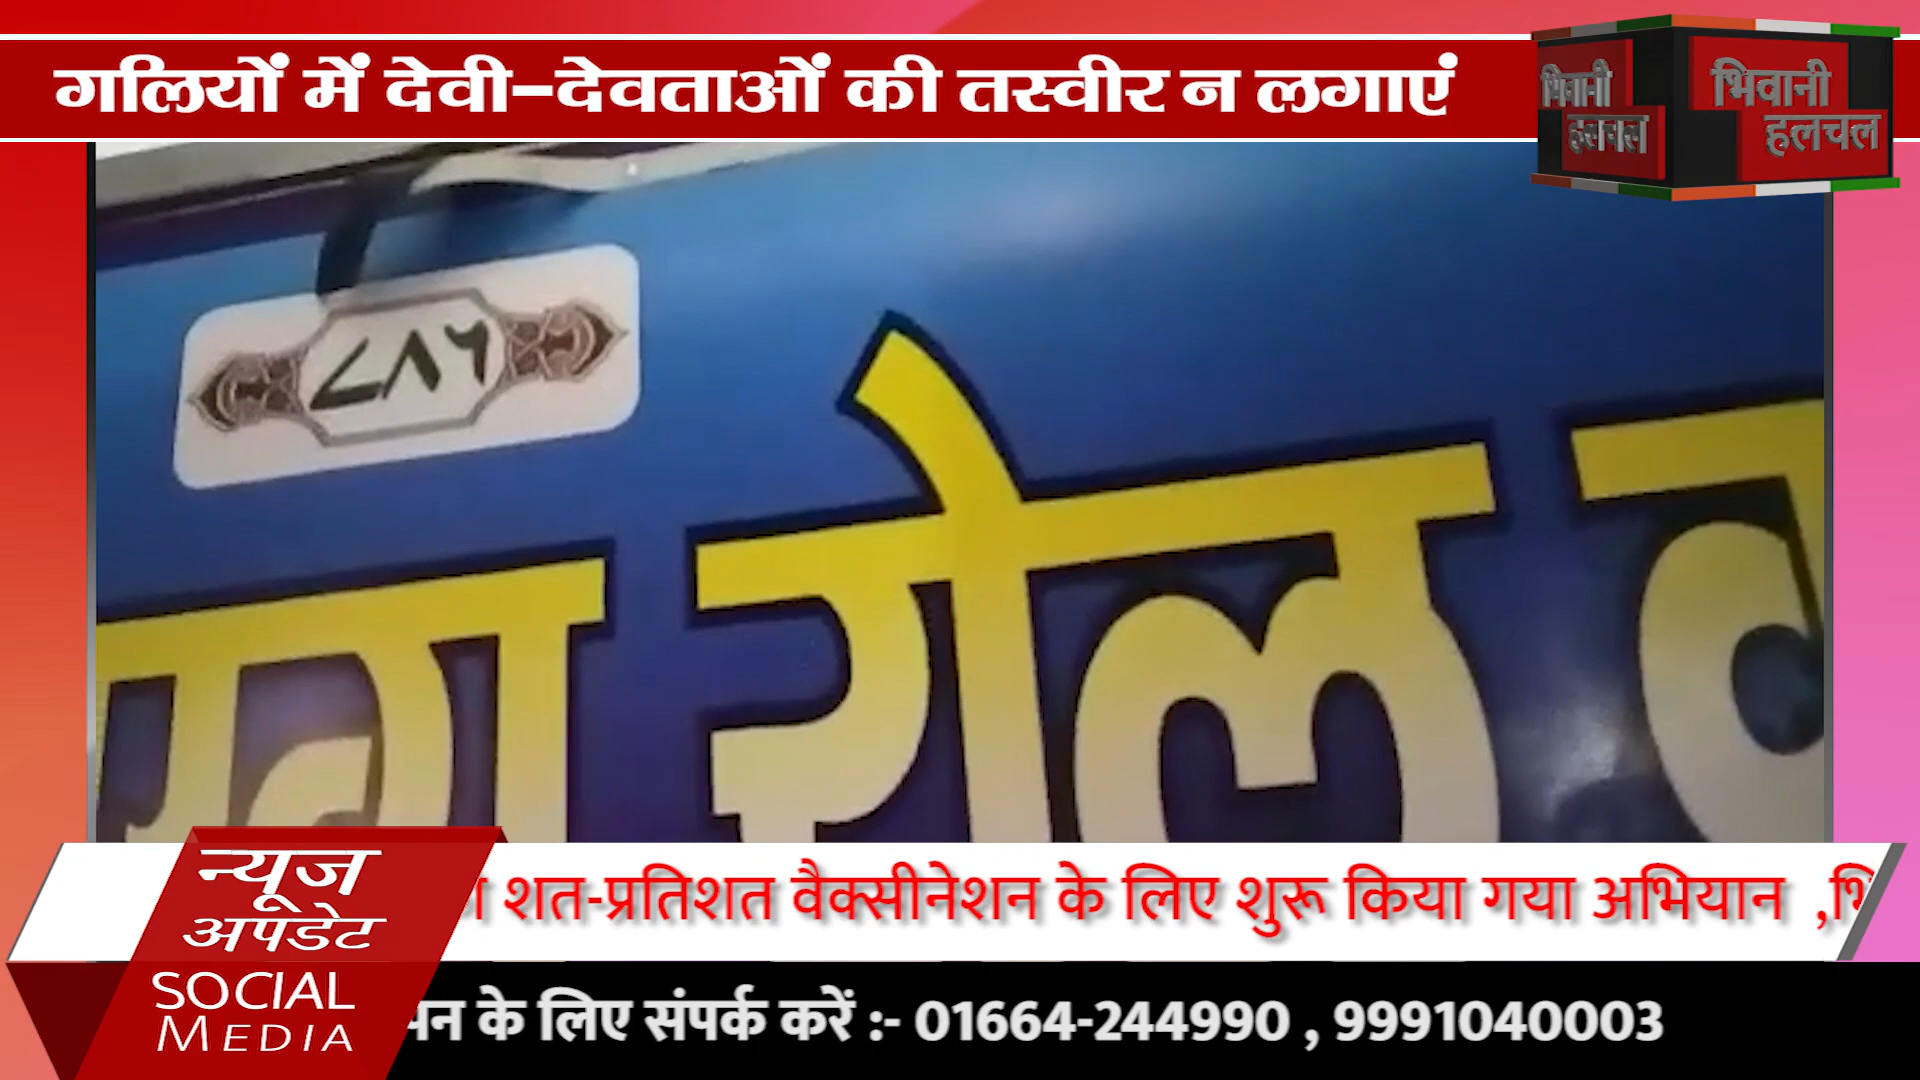 गलियों में देवी-देवताओं की तस्वीर न लगाएं
भिवानी
हलचल
भिवानी
हलचल
۷۸۶
रोल
न्यूज
अपडेट
शत-प्रतिशत वैक्सीनेशन के लिए शुरू किया गया अभियान ,
SOCIAL
MEDIA
के लिए संपर्क करें :- 01664-244990 , 9991040003